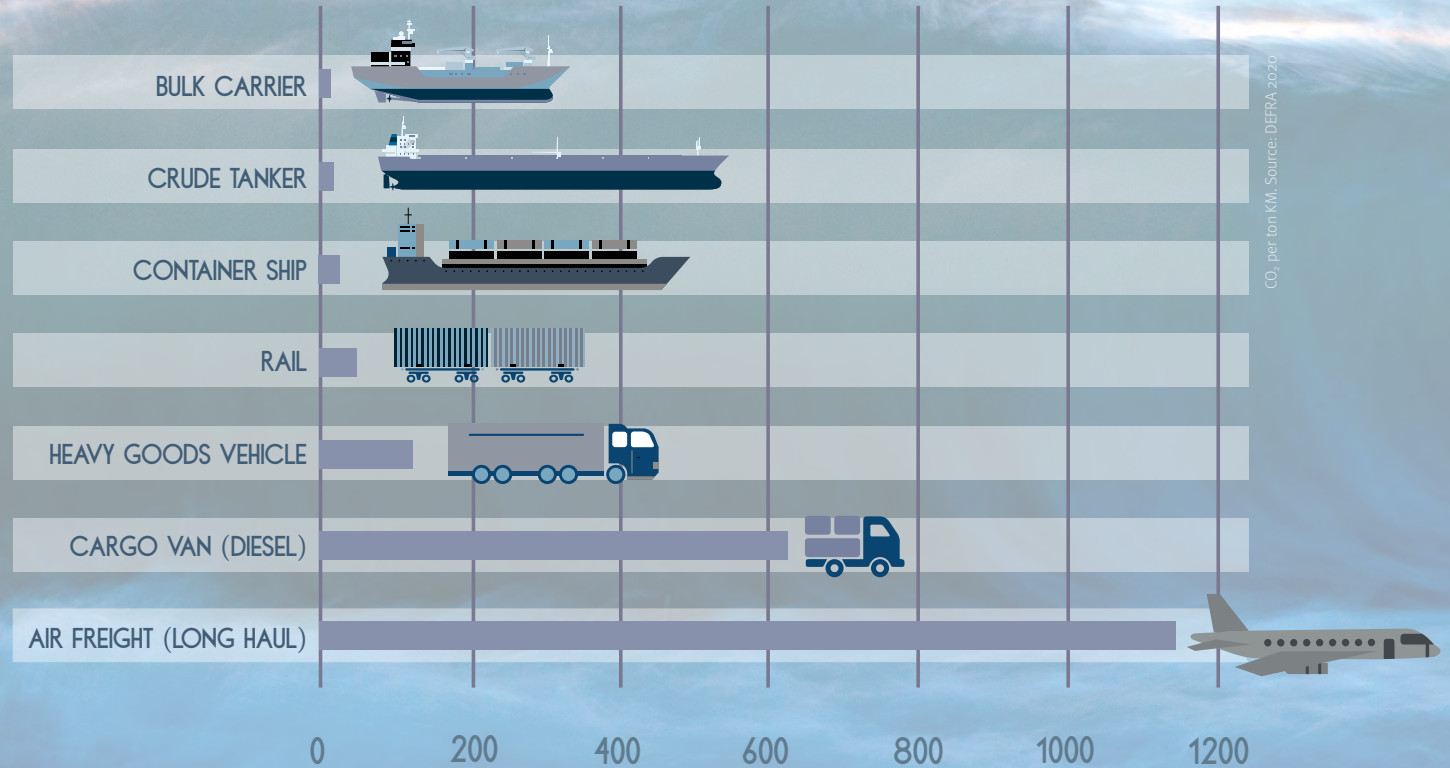 BULK CARRIER
CRUDE TANKER
CONTAINER SHIP
RAIL
HEAVY GOODS VEHICLE
CARGO VAN (DIESEL)
AIR FREIGHT (LONG HAUL)
0 200 400 600 800 1000 1200
CO₂ per ton KM. Source: DEFRA 2020